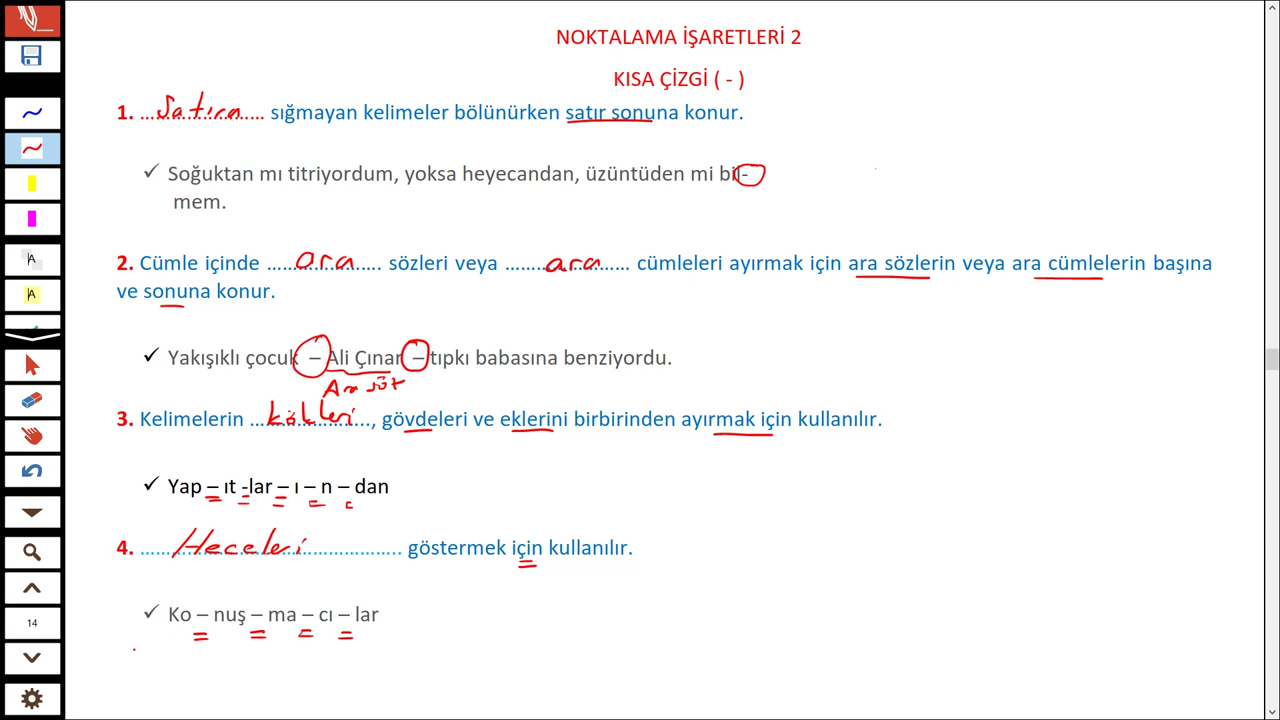 NOKTALAMA İŞARETLERİ 2
KISA ÇİZGİ ( - )
1. ...Satıra... sığmayan kelimeler bölünürken satır sonuna konur.
✓ Soğuktan mı titriyordum, yoksa heyecandan, üzüntüden mi bil-
mem.
2. Cümle içinde ...ara... sözleri veya ...ara... cümleleri ayırmak için ara sözlerin veya ara cümlelerin başına
ve sonuna konur.
✓ Yakışıklı çocuk – Ali Çınar – tıpkı babasına benziyordu.
Ara söz
3. Kelimelerin ...kökleri..., gövdeleri ve eklerini birbirinden ayırmak için kullanılır.
✓ Yap – ıt -lar – ı – n – dan
4. ...Heceleri... göstermek için kullanılır.
✓ Ko – nuş – ma – cı – lar
A
A
14